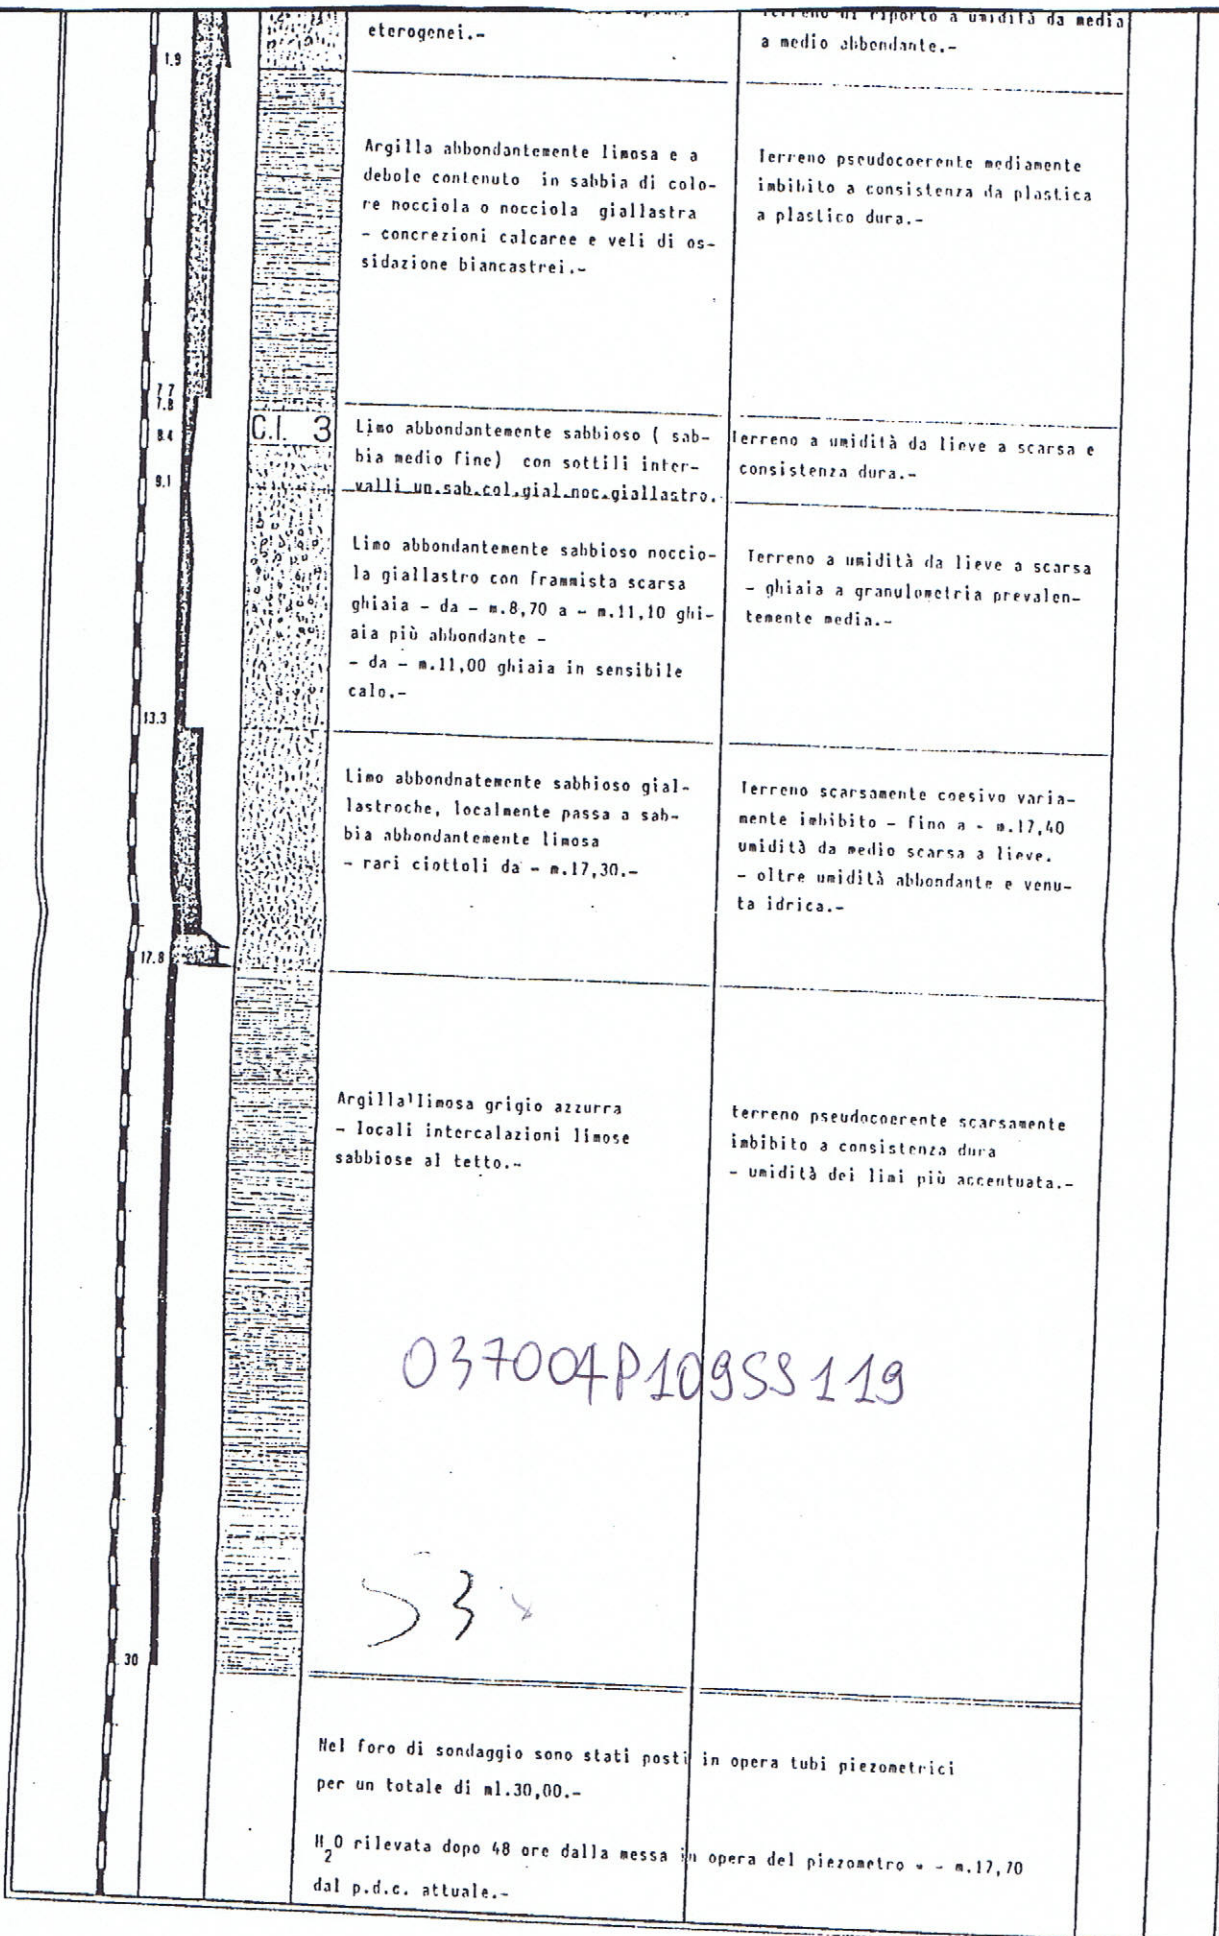 eterogenei.-
Terreno di riporto a umidità da media
a medio abbondante.-
1.9
Argilla abbondantemente limosa e a
debole contenuto in sabbia di colo-
re nocciola o nocciola giallastra
- concrezioni calcaree e veli di os-
sidazione biancastrei.-
Terreno pseudocoerente mediamente
imbibito a consistenza da plastica
a plastico dura.-
7.7
7.8
8.4
9.1
C.I. 3
Limo abbondantemente sabbioso ( sab-
bia medio fine) con sottili inter-
valli un.sab.col.gial.noc.giallastro.
Terreno a umidità da lieve a scarsa e
consistenza dura.-
Limo abbondantemente sabbioso noccio-
la giallastro con frammista scarsa
ghiaia - da - m.8,70 a - m.11,10 ghi-
aia più abbondante -
- da - m.11,00 ghiaia in sensibile
calo.-
Terreno a umidità da lieve a scarsa
- ghiaia a granulometria prevalen-
temente media.-
13.3
Limo abbondnatemente sabbioso gial-
lastroche, localmente passa a sab-
bia abbondantemente limosa
- rari ciottoli da - m.17,30.-
Terreno scarsamente coesivo varia-
mente imbibito - fino a - m.17,40
umidità da medio scarsa a lieve.
- oltre umidità abbondante e venu-
ta idrica.-
17.8
Argilla limosa grigio azzurra
- locali intercalazioni limose
sabbiose al tetto.-
terreno pseudocoerente scarsamente
imbibito a consistenza dura
- umidità dei limi più accentuata.-
037004P109SS119
S3
30
Nel foro di sondaggio sono stati posti in opera tubi piezometrici
per un totale di ml.30,00.-
H2O rilevata dopo 48 ore dalla messa in opera del piezometro = - m.17,70
dal p.d.c. attuale.-